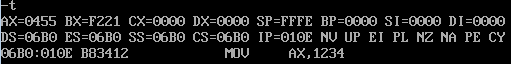 -t
AX=0455 BX=F221 CX=0000 DX=0000 SP=FFFE BP=0000 SI=0000 DI=0000
DS=06B0 ES=06B0 SS=06B0 CS=06B0 IP=010E NV UP EI PL NZ NA PE CY
06B0:010E B83412 MOV AX,1234